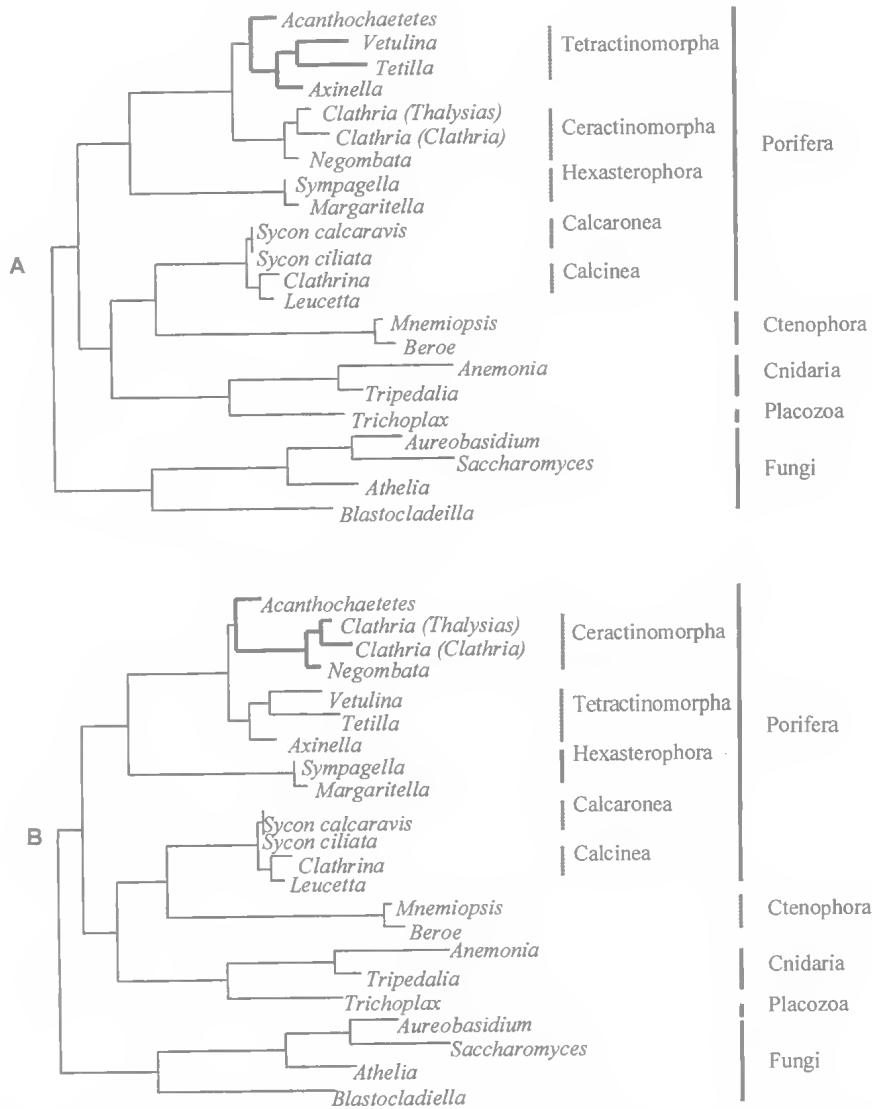 Acanthochaetetes
Vetulina
Tetilla
Axinella
Tetractinomorpha
Clathria (Thalysias)
Clathria (Clathria)
Negombata
Ceractinomorpha
Porifera
Sympagella
Margaritella
Hexasterophora
Sycon calcaravis
Calcaronea
A
Sycon ciliata
Clathrina
Leucetta
Calcinea
Mnemiopsis
Beroe
Ctenophora
Anemonia
Tripedalia
Cnidaria
Trichoplax
Placozoa
Aureobasidium
Saccharomyces
Athelia
Blastocladeilla
Fungi
Acanthochaetetes
Clathria (Thalysias)
Clathria (Clathria)
Negombata
Ceractinomorpha
Vetulina
Tetilla
Axinella
Tetractinomorpha
Porifera
Sympagella
Margaritella
Hexasterophora
Sycon calcaravis
Calcaronea
B
Sycon ciliata
Clathrina
Leucetta
Calcinea
Mnemiopsis
Beroe
Ctenophora
Anemonia
Tripedalia
Cnidaria
Trichoplax
Placozoa
Aureobasidium
Saccharomyces
Athelia
Blastocladiella
Fungi